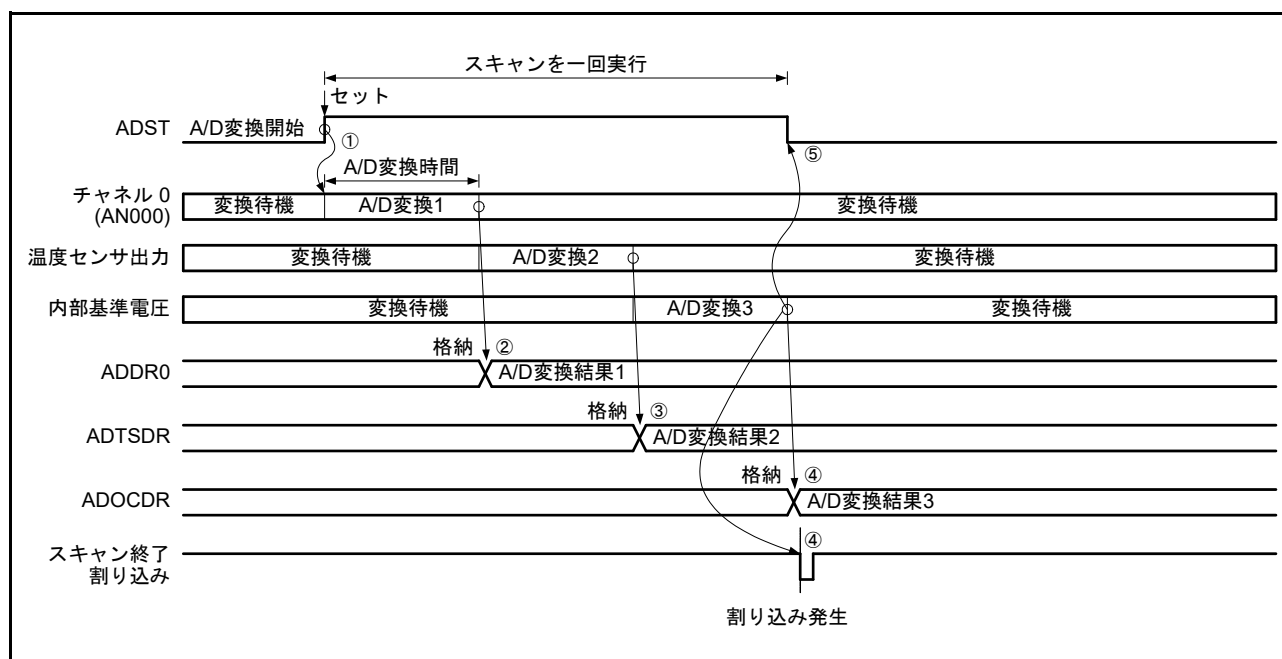 スキャンを一回実行
セット
ADST A/D変換開始 ① ⑤
A/D変換時間
チャネル 0
(AN000)
変換待機 A/D変換1 変換待機
温度センサ出力 変換待機 A/D変換2 変換待機
内部基準電圧 変換待機 A/D変換3 変換待機
格納 ②
ADDR0 A/D変換結果1
格納 ③
ADTSDR A/D変換結果2
格納 ④
ADOCDR A/D変換結果3
スキャン終了
割り込み
④
割り込み発生